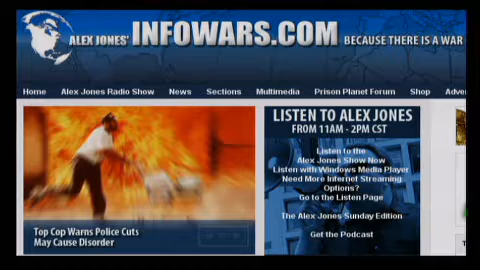 ALEX JONES' INFOWARS.COM BECAUSE THERE IS A WAR
Home Alex Jones Radio Show News Sections Multimedia Prison Planet Forum Shop Adve
LISTEN TO ALEX JONES
FROM 11AM - 2PM CST
Listen to the
Alex Jones Show Now
Listen with Windows Media Player
Need More Internet Streaming
Options?
Go to the Listen Page
The Alex Jones Sunday Edition
Get the Podcast
Top Cop Warns Police Cuts
May Cause Disorder